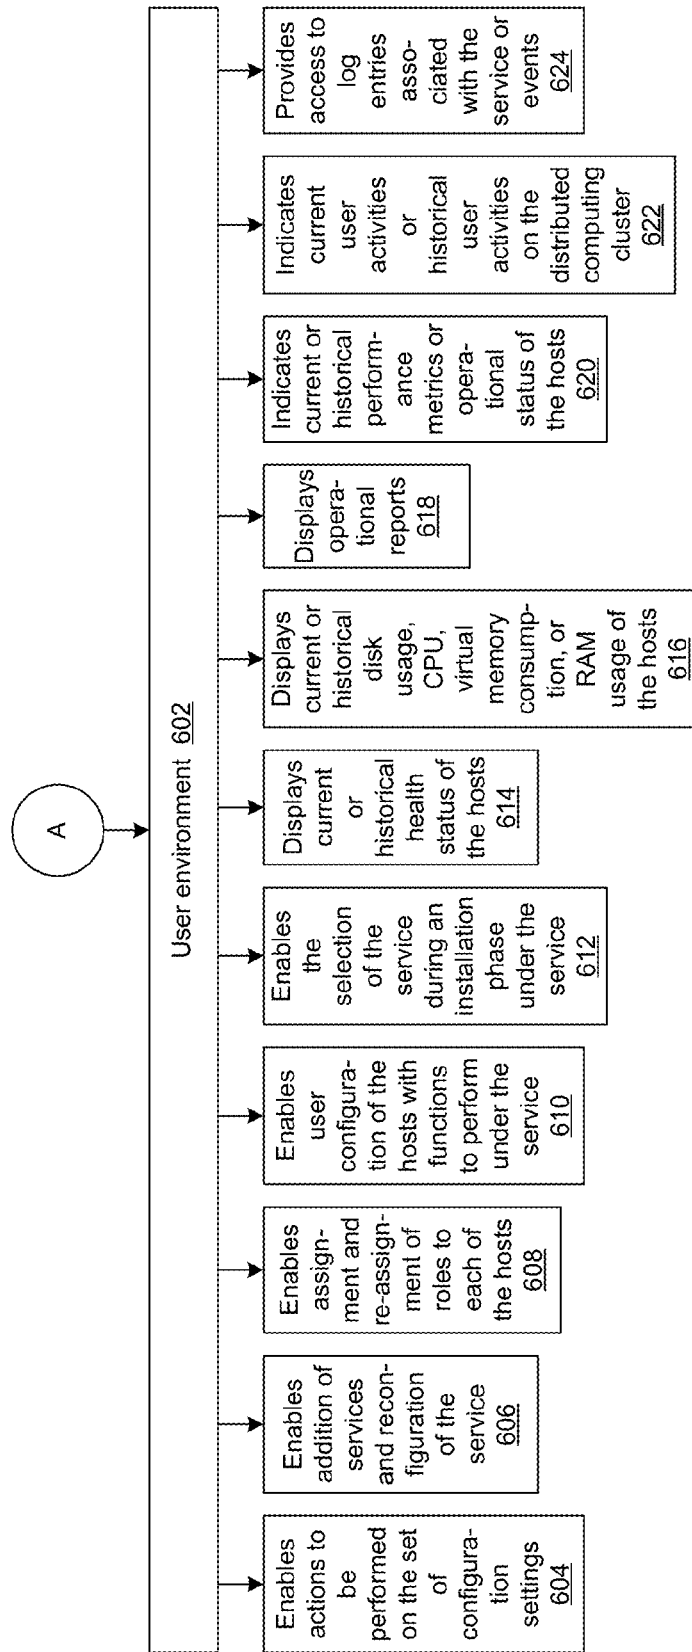 A
User environment 602
Enables
actions to
be
performed
on the set
of
configura-
tion
settings
604
Enables
addition of
services
and recon-
figuration
of the
service
606
Enables
assign-
ment and
re-assign-
ment of
roles to
each of
the hosts
608
Enables
user
configura-
tion of the
hosts with
functions
to perform
under the
service
610
Enables
the
selection
of the
service
during an
installation
phase
under the
service
612
Displays
current
or
historical
health
status of
the hosts
614
Displays
current or
historical
disk
usage,
CPU,
virtual
memory
consump-
tion, or
RAM
usage of
the hosts
616
Displays
opera-
tional
reports
618
Indicates
current or
historical
perform-
ance
metrics or
opera-
tional
status of
the hosts
620
Indicates
current
user
activities
or
historical
user
activities
on the
distributed
computing
cluster
622
Provides
access to
log
entries
asso-
ciated
with the
service or
events
624